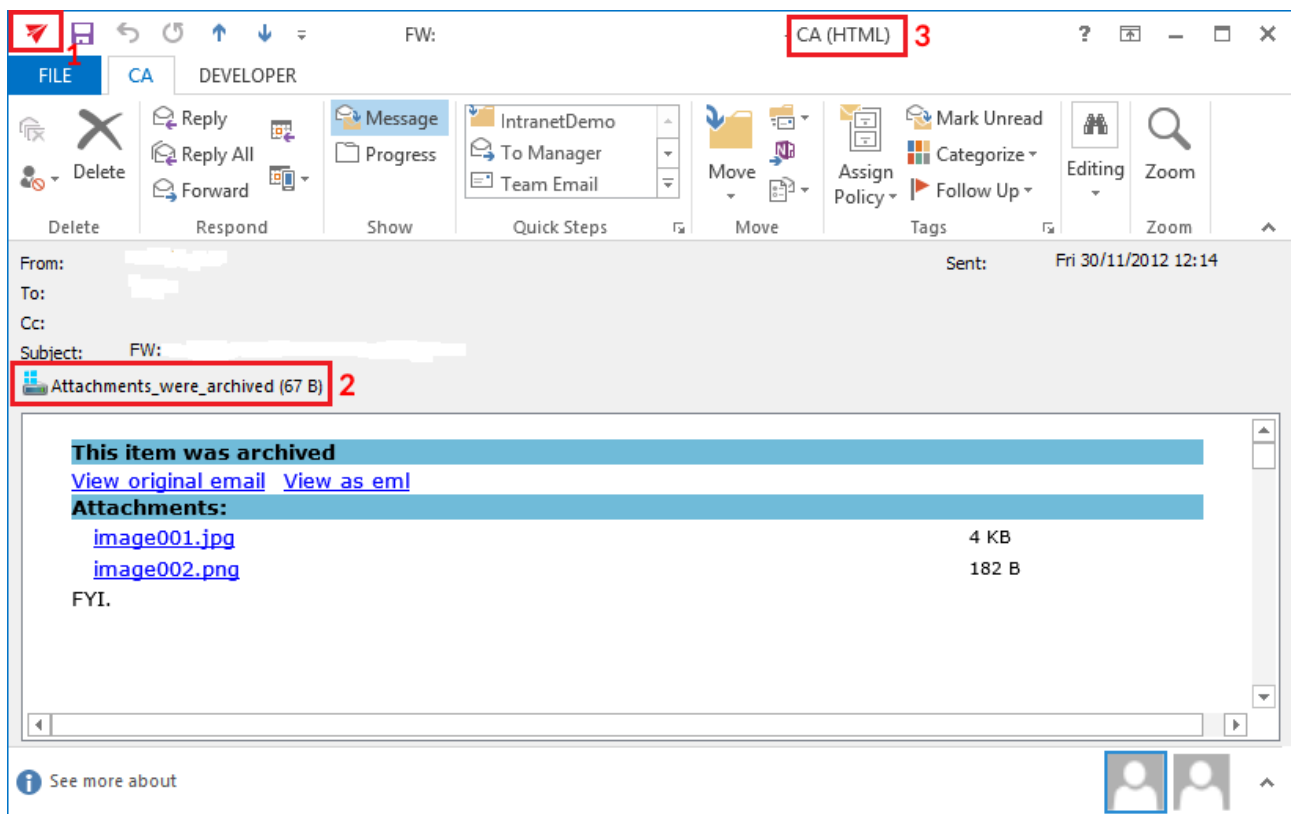 FW: - CA (HTML) 3 ?
1
FILE CA DEVELOPER
Delete
Reply
Reply All
Forward
Message
Progress
IntranetDemo
To Manager
Team Email
Move
Assign Policy
Mark Unread
Categorize
Follow Up
Editing
Zoom
Delete Respond Show Quick Steps Move Tags Zoom
From: Sent: Fri 30/11/2012 12:14
To:
Cc:
Subject: FW:
Attachments_were_archived (67 B) 2
This item was archived
View original email View as eml
Attachments:
image001.jpg 4 KB
image002.png 182 B
FYI.
See more about